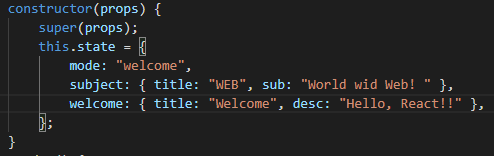 constructor(props) {
super(props);
this.state = {
mode: "welcome",
subject: { title: "WEB", sub: "World wid Web! " },
welcome: { title: "Welcome", desc: "Hello, React!!" },
};
}